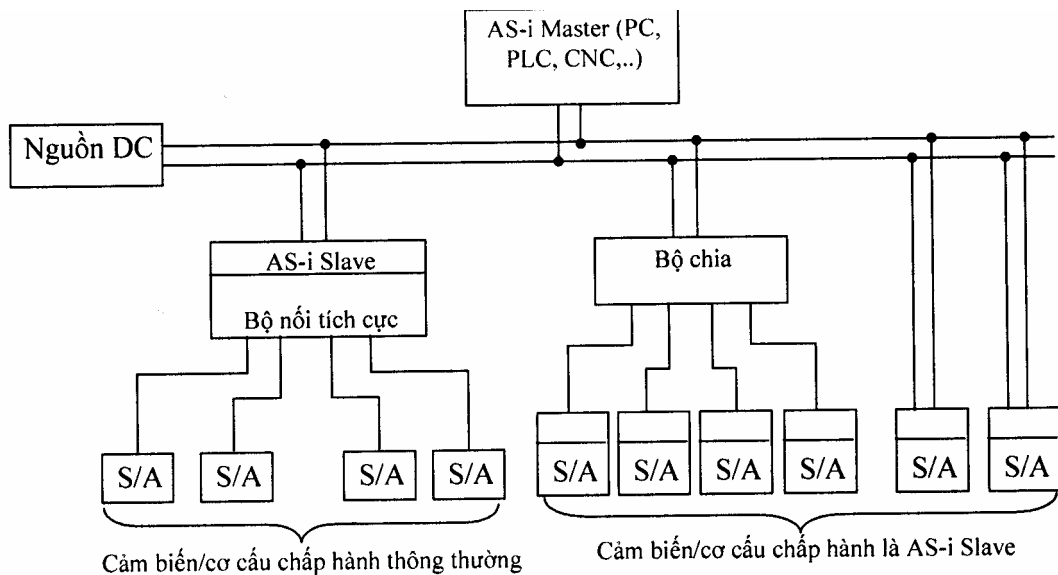 AS-i Master (PC,
PLC, CNC,..)
Nguồn DC
AS-i Slave
Bộ nối tích cực
Bộ chia
S/A
S/A
S/A
S/A
S/A
S/A
S/A
S/A
S/A
S/A
Cảm biến/cơ cấu chấp hành thông thường
Cảm biến/cơ cấu chấp hành là AS-i Slave